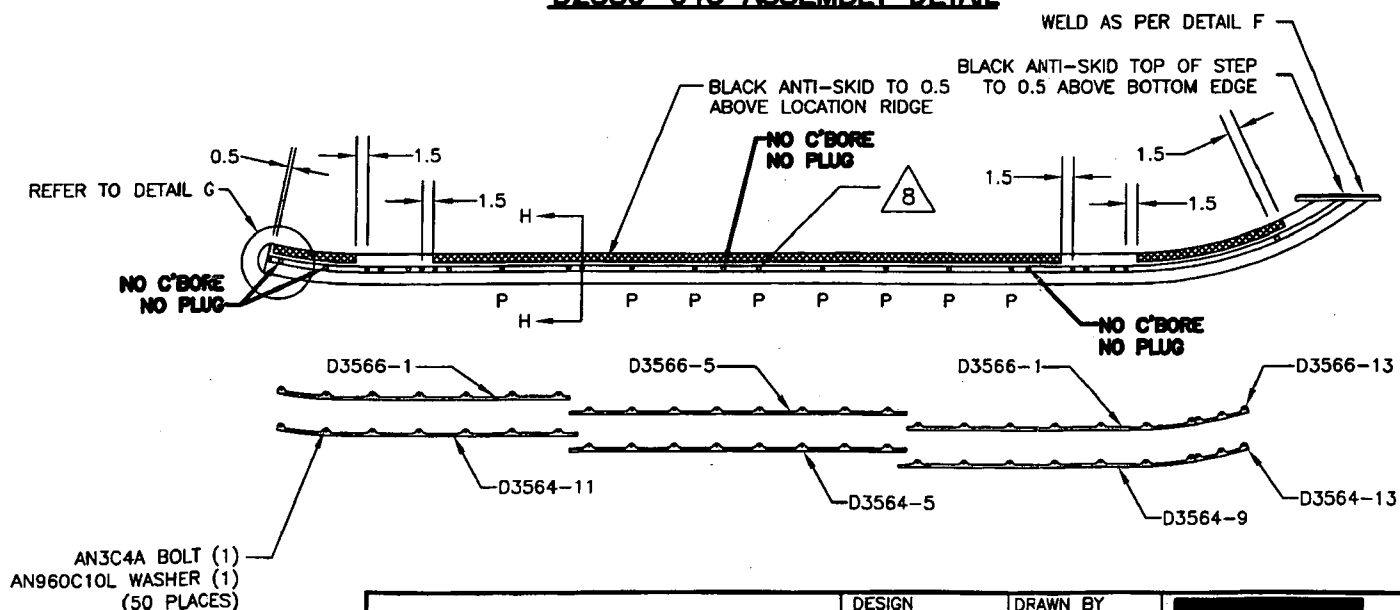 WELD AS PER DETAIL F
BLACK ANTI-SKID TO 0.5
ABOVE LOCATION RIDGE
BLACK ANTI-SKID TOP OF STEP
TO 0.5 ABOVE BOTTOM EDGE
NO C'BORE
NO PLUG
0.5
1.5
1.5
8
1.5
1.5
1.5
REFER TO DETAIL G
H
NO C'BORE
NO PLUG
P P P P P P P P
H
NO C'BORE
NO PLUG
D3566-1
D3566-5
D3566-1
D3566-13
D3564-11
D3564-5
D3564-9
D3564-13
AN3C4A BOLT (1)
AN960C10L WASHER (1)
(50 PLACES)
DESIGN
DRAWN BY